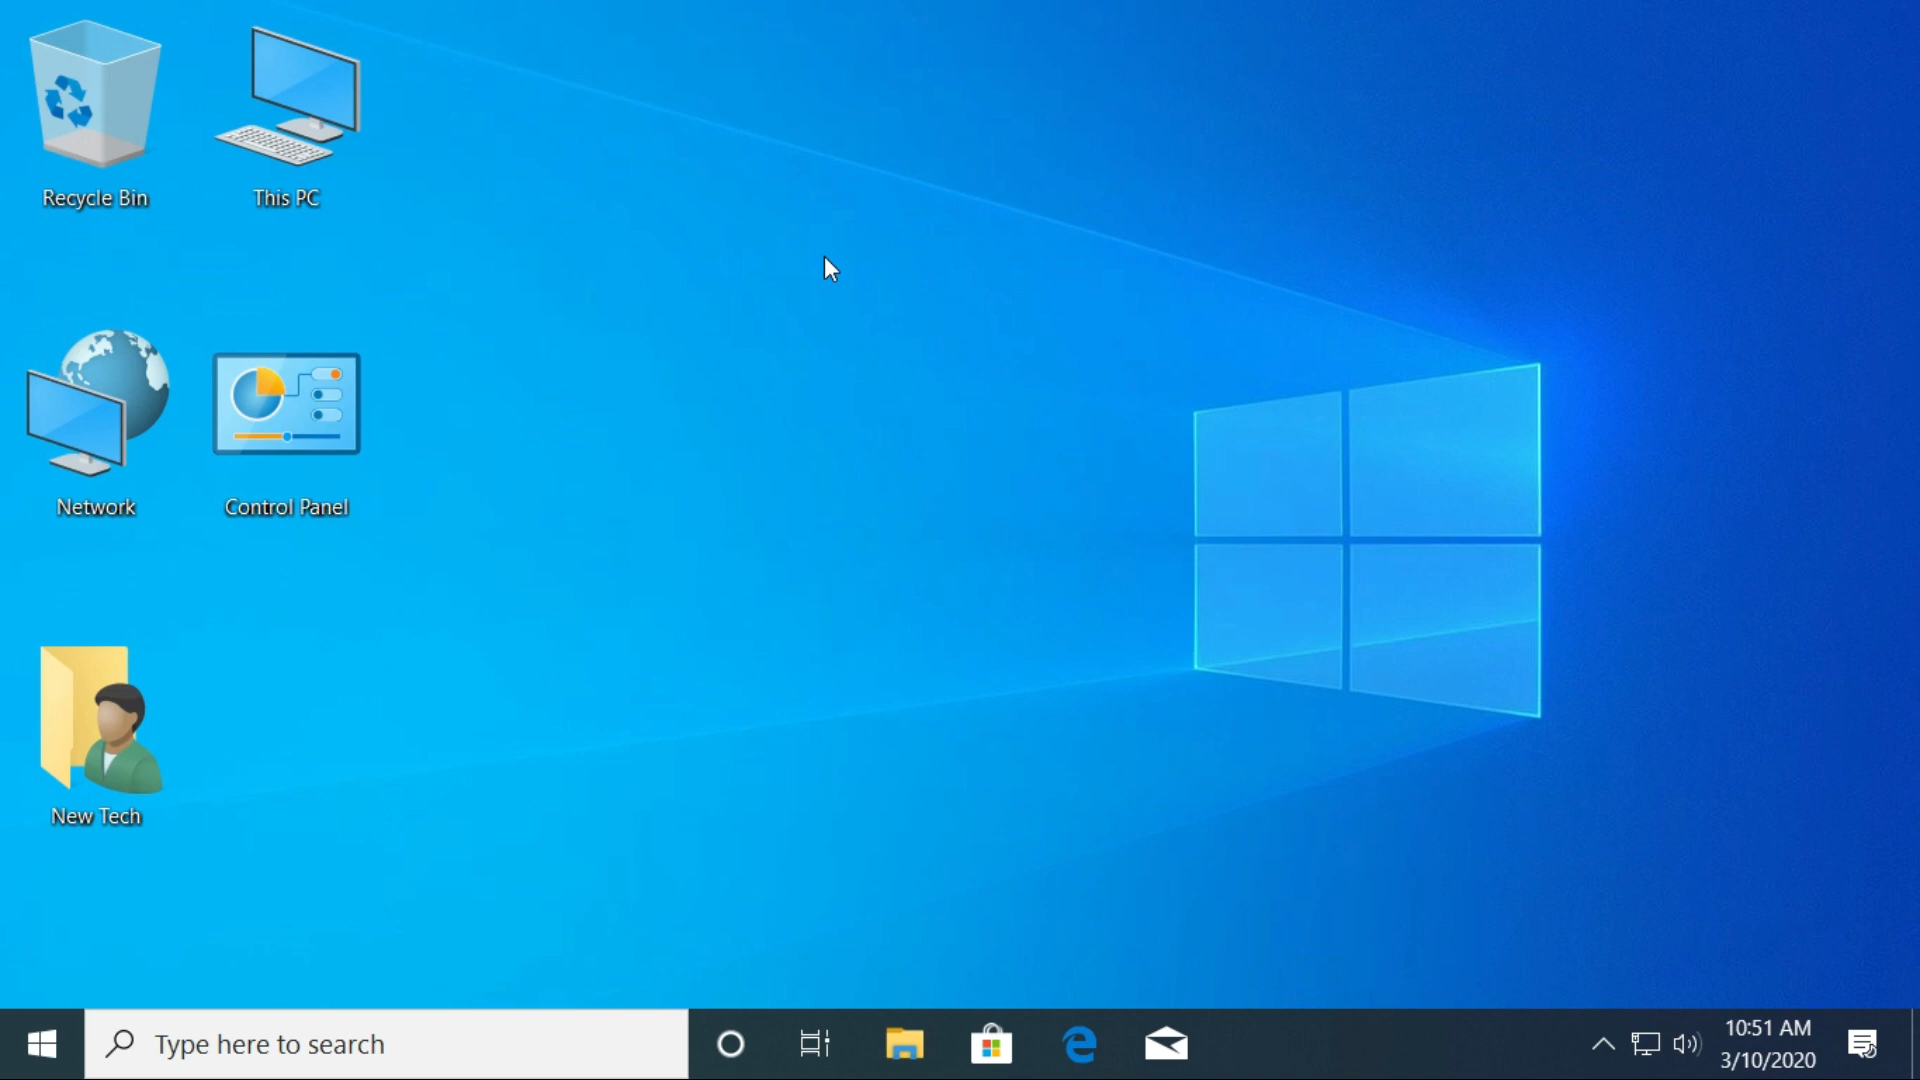 Recycle Bin
This PC
Network
Control Panel
New Tech
Type here to search
10:51 AM
3/10/2020